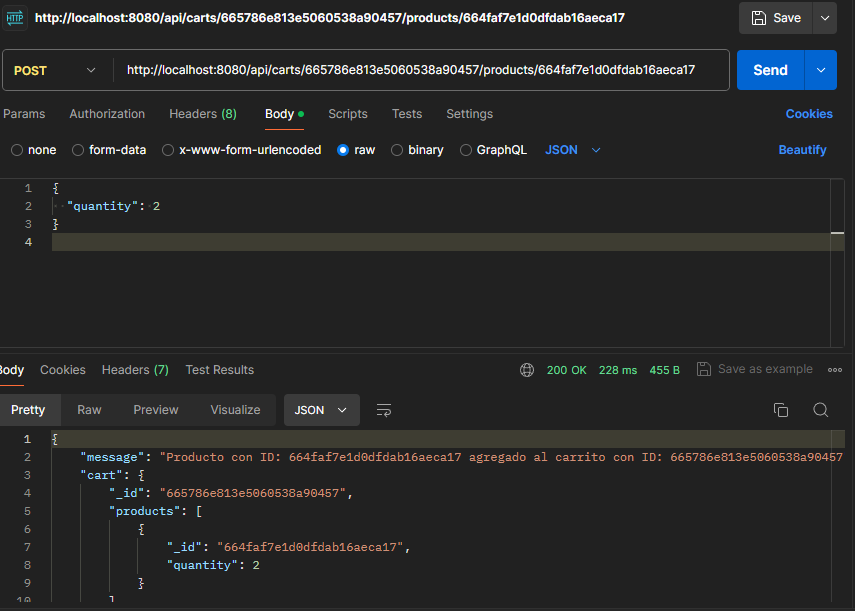 HTTP http://localhost:8080/api/carts/665786e813e5060538a90457/products/664faf7e1d0dfdab16aeca17 Save
POST http://localhost:8080/api/carts/665786e813e5060538a90457/products/664faf7e1d0dfdab16aeca17 Send
Params Authorization Headers (8) Body Scripts Tests Settings Cookies
none form-data x-www-form-urlencoded raw binary GraphQL JSON Beautify
1 {
2 "quantity": 2
3 }
4
Body Cookies Headers (7) Test Results 200 OK 228 ms 455 B Save as example
Pretty Raw Preview Visualize JSON
1 {
2 "message": "Producto con ID: 664faf7e1d0dfdab16aeca17 agregado al carrito con ID: 665786e813e5060538a90457
3 "cart": {
4 "_id": "665786e813e5060538a90457",
5 "products": [
6 {
7 "_id": "664faf7e1d0dfdab16aeca17",
8 "quantity": 2
9 }
10 ]